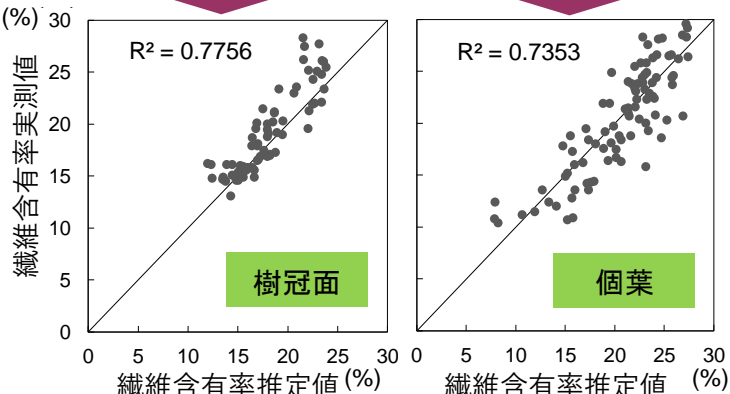 (%)
30
25
20
15
10
5
0
繊維含有率実測値
R² = 0.7756
樹冠面
0 5 10 15 20 25 30
繊維含有率推定値 (%)
R² = 0.7353
個葉
0 5 10 15 20 25 30
繊維含有率推定値 (%)